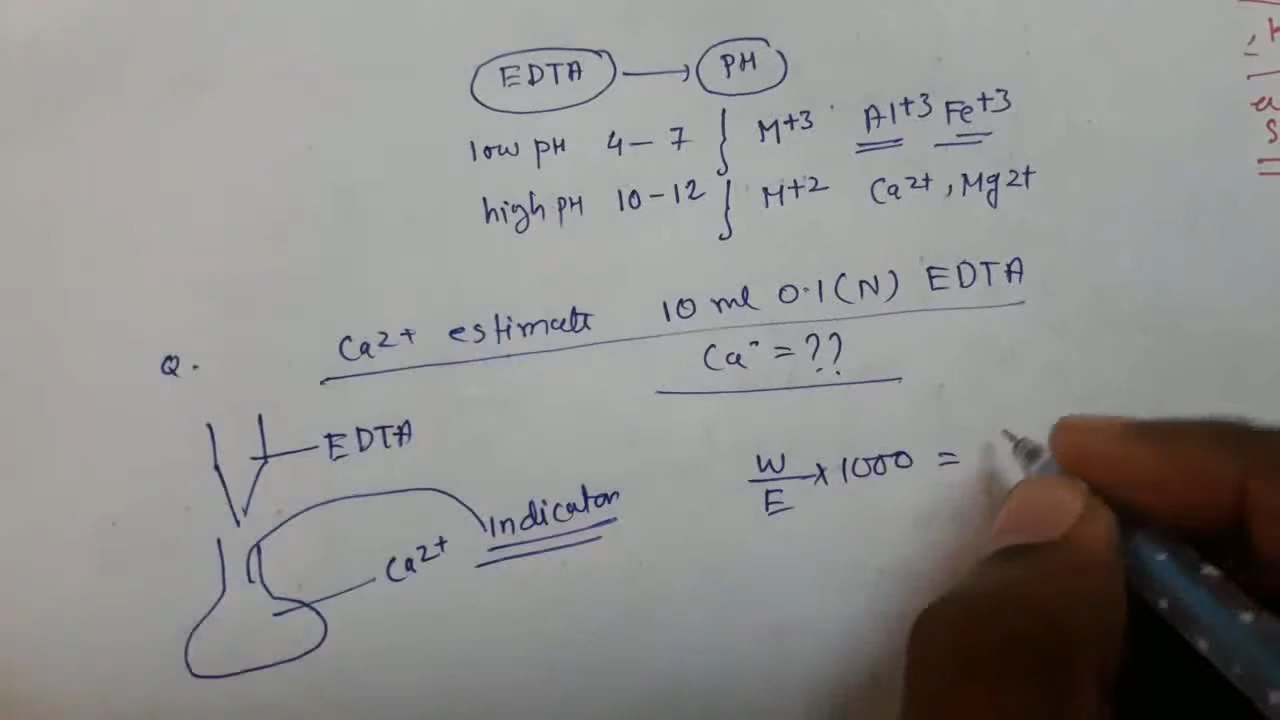 EDTA → PH
low pH 4 – 7 } M+3 Al+3 Fe+3
high pH 10 – 12 } M+2 Ca2+, Mg2+
Q. Ca2+ estimate 10 ml 0.1(N) EDTA
Ca = ??
EDTA
W/E × 1000 =
Indicator
Ca2+